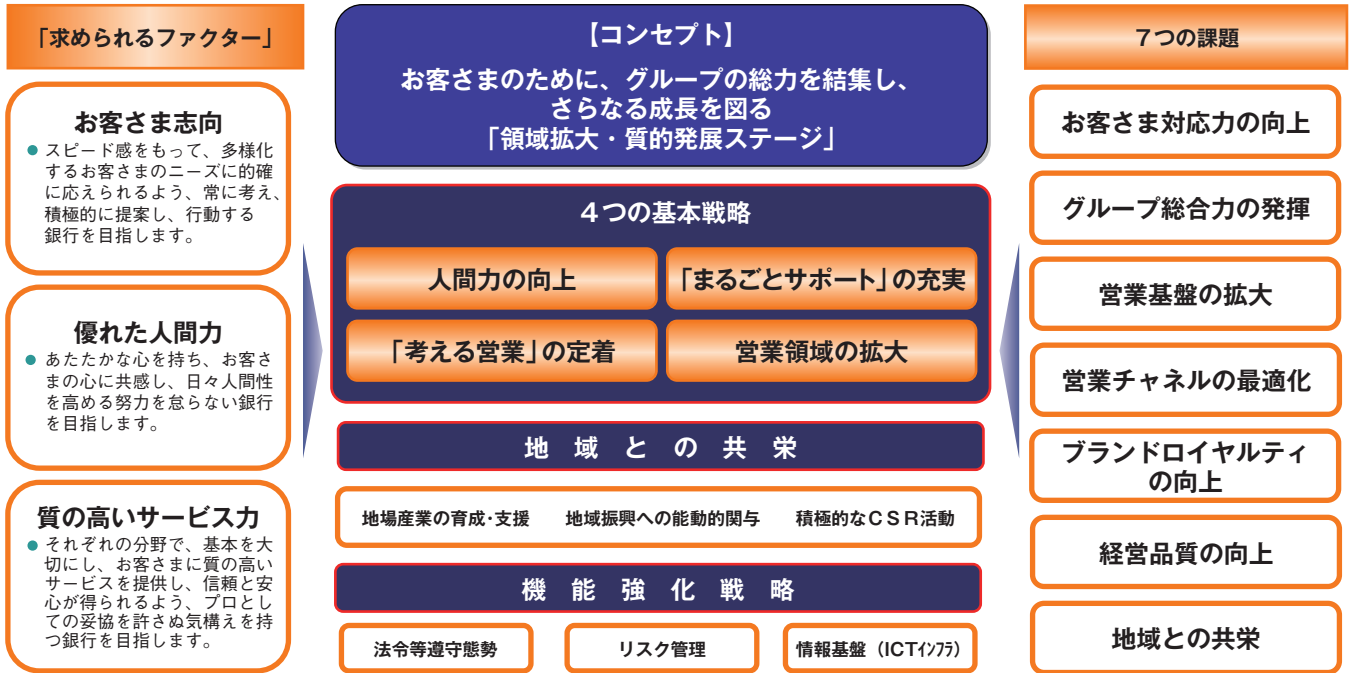 「求められるファクター」
お客さま志向
● スピード感をもって、多様化
するお客さまのニーズに的確
に応えられるよう、常に考え、
積極的に提案し、行動する
銀行を目指します。
優れた人間力
● あたたかな心を持ち、お客さ
まの心に共感し、日々人間性
を高める努力を怠らない銀行
を目指します。
質の高いサービス力
● それぞれの分野で、基本を大
切にし、お客さまに質の高い
サービスを提供し、信頼と安
心が得られるよう、プロとし
ての妥協を許さぬ気構えを持
つ銀行を目指します。
【コンセプト】
お客さまのために、グループの総力を結集し、
さらなる成長を図る
「領域拡大・質的発展ステージ」
4つの基本戦略
人間力の向上
「まるごとサポート」の充実
「考える営業」の定着
営業領域の拡大
地域との共栄
地場産業の育成・支援 地域振興への能動的関与 積極的なCSR活動
機能強化戦略
法令等遵守態勢
リスク管理
情報基盤（ICTインフラ）
7つの課題
お客さま対応力の向上
グループ総合力の発揮
営業基盤の拡大
営業チャネルの最適化
ブランドロイヤルティ
の向上
経営品質の向上
地域との共栄